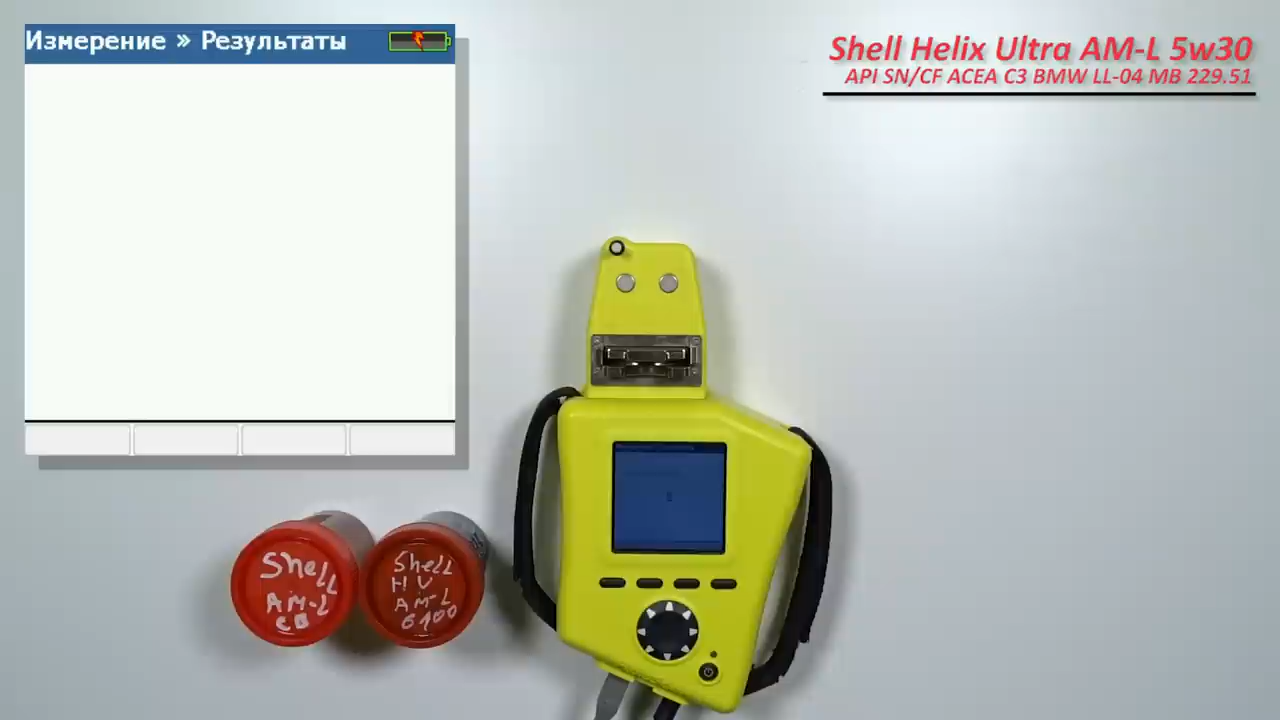 Измерение » Результаты
Shell Helix Ultra AM-L 5w30
API SN/CF ACEA C3 BMW LL-04 MB 229.51
Shell
AM-L
СВ
Shell
HU
AM-L
6100